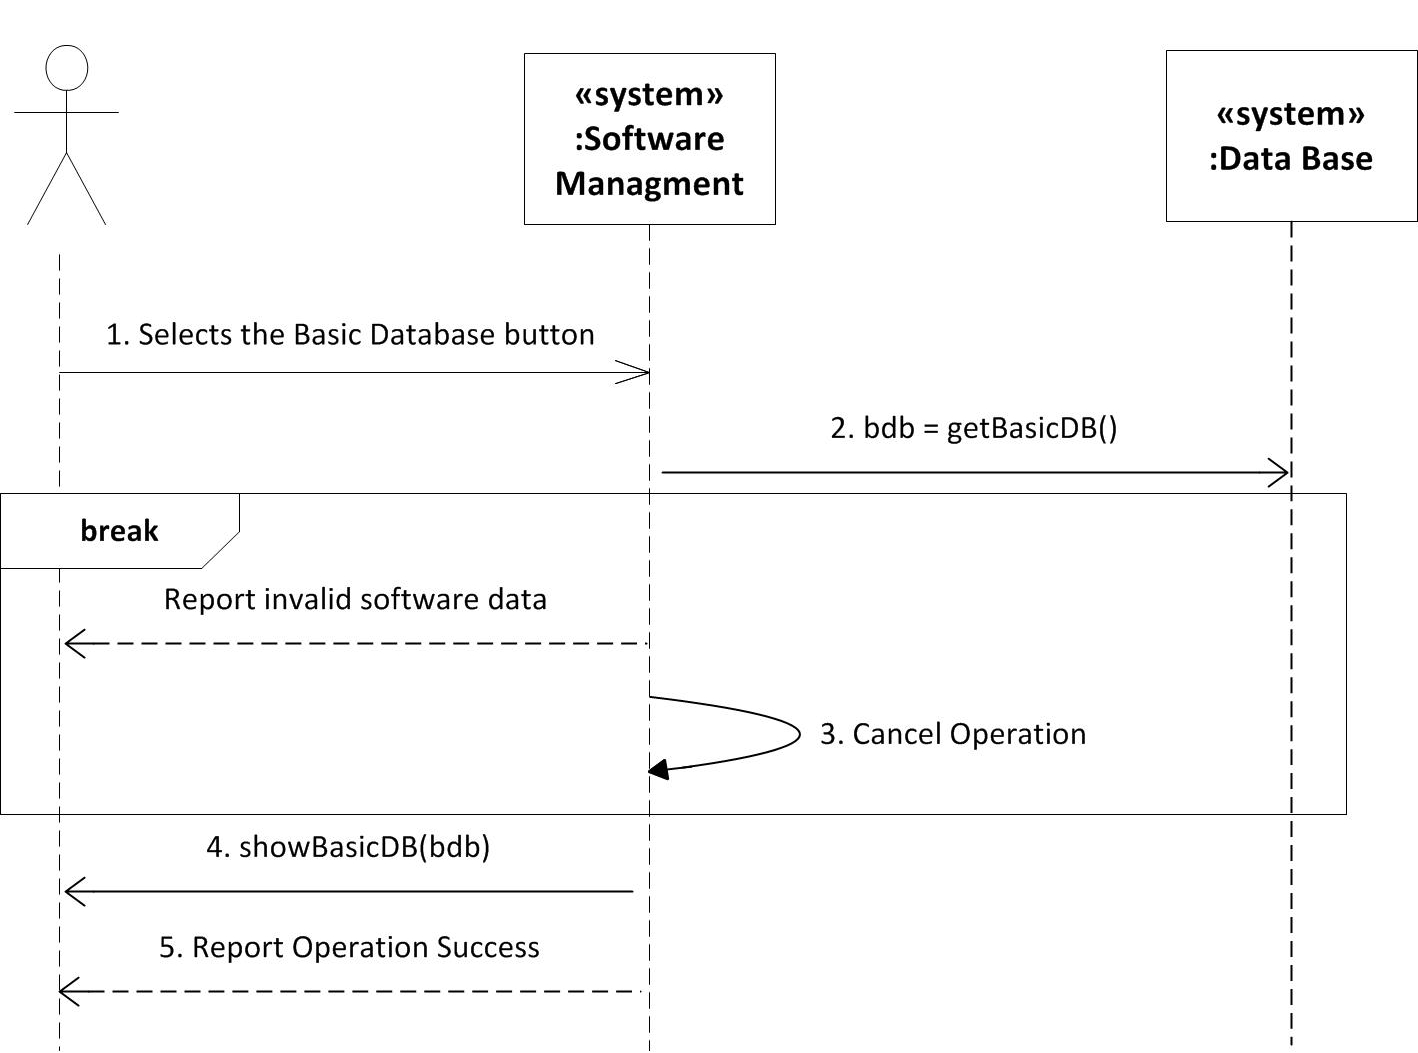 «system»
:Software
Managment
«system»
:Data Base
1. Selects the Basic Database button
2. bdb = getBasicDB()
break
Report invalid software data
3. Cancel Operation
4. showBasicDB(bdb)
5. Report Operation Success